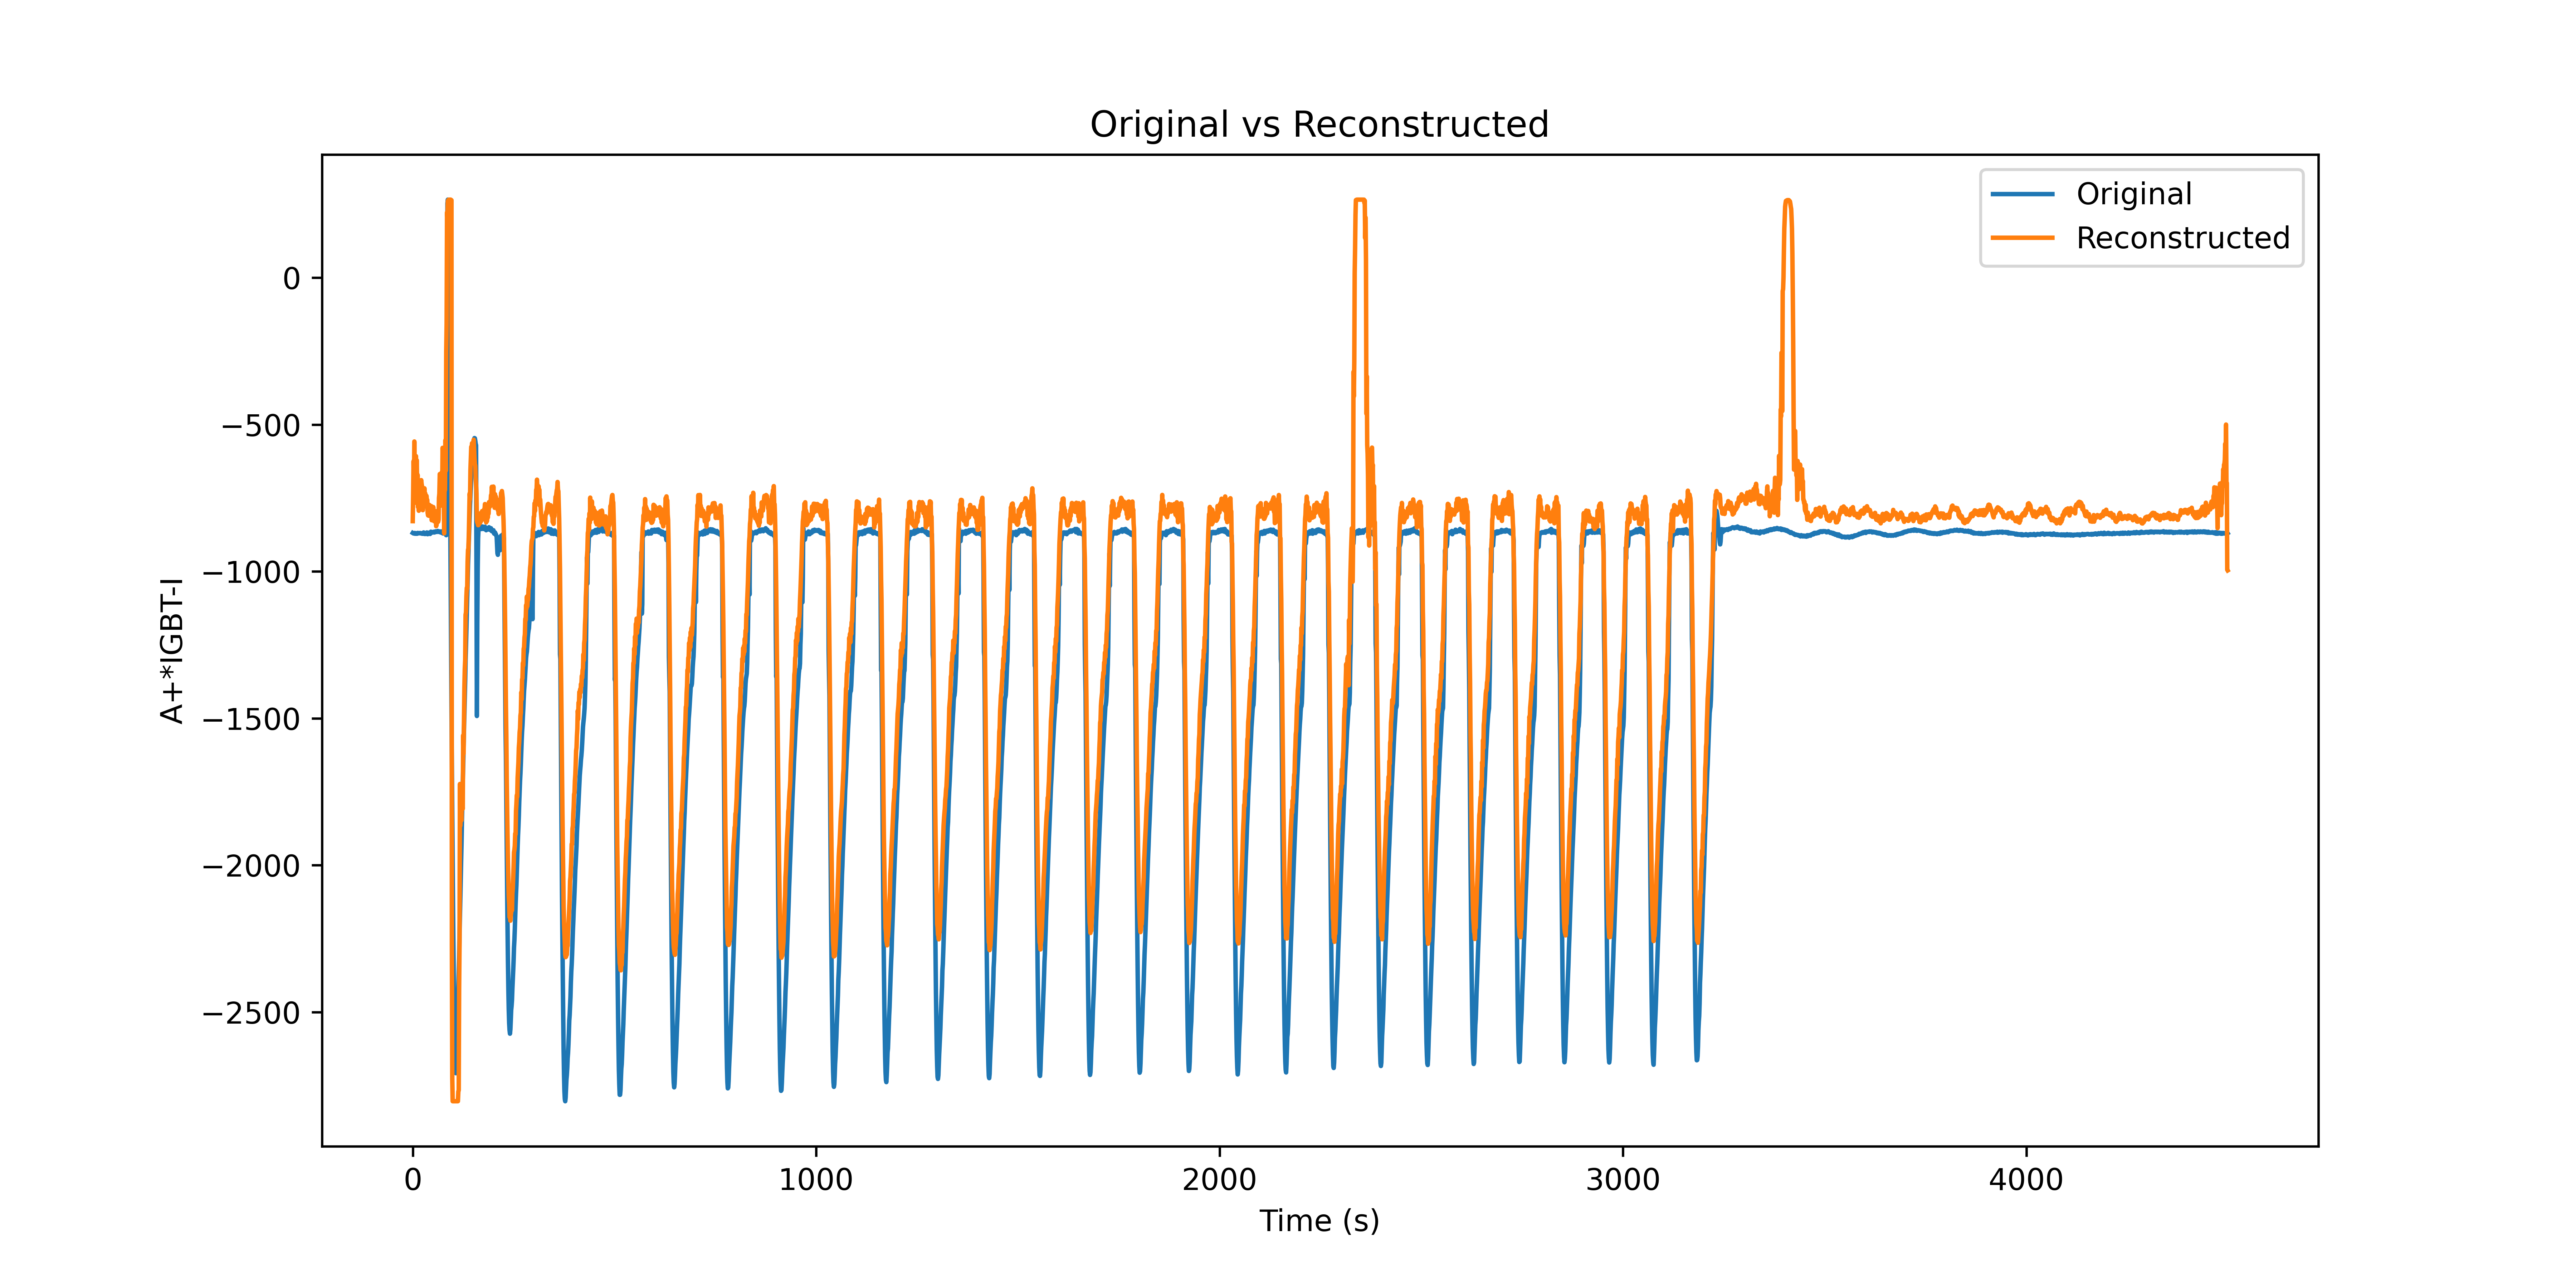 Original vs Reconstructed
Original
Reconstructed
0
−500
−1000
−1500
−2000
−2500
A+*IGBT-I
0
1000
2000
3000
4000
Time (s)